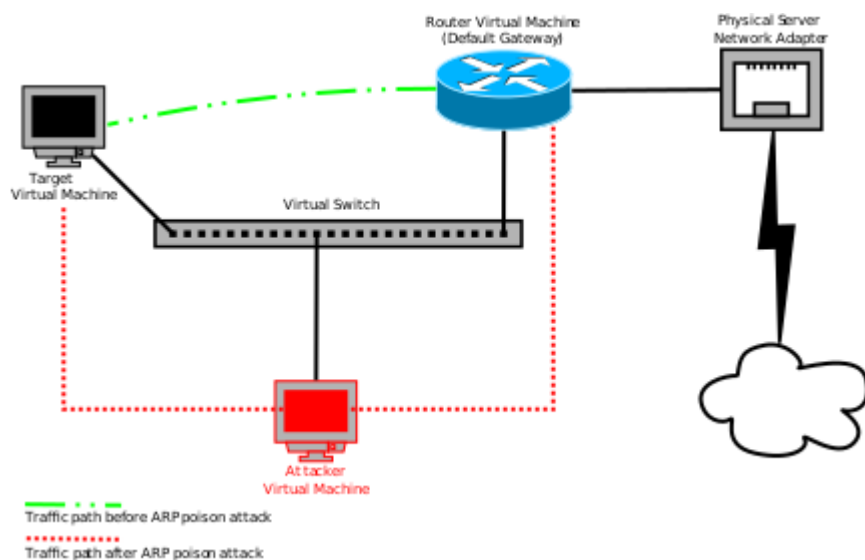 Router Virtual Machine
(Default Gateway)
Physical Server
Network Adapter
Target
Virtual Machine
Virtual Switch
Attacker
Virtual Machine
Traffic path before ARP poison attack
Traffic path after ARP poison attack